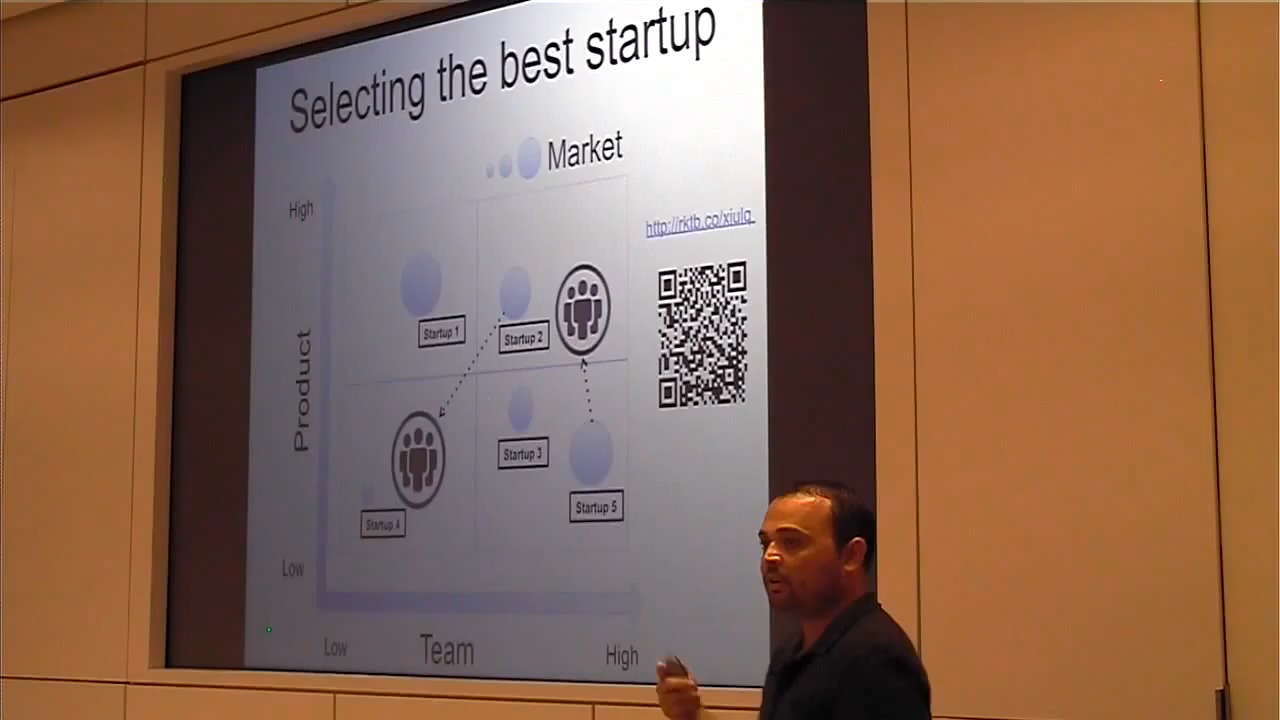 Selecting the best startup
Market
High
http://rktb.co/xiulq
Startup 1
Startup 2
Product
Startup 3
Startup 4
Startup 5
Low
Low
Team
High